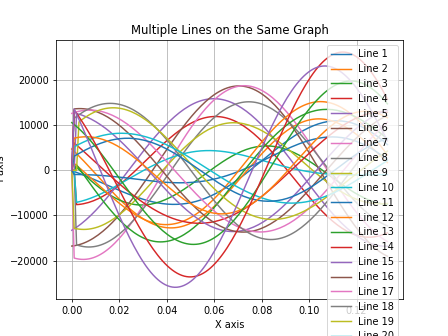 Multiple Lines on the Same Graph
20000
10000
0
−10000
−20000
0.00 0.02 0.04 0.06 0.08 0.10
X axis
Line 1
Line 2
Line 3
Line 4
Line 5
Line 6
Line 7
Line 8
Line 9
Line 10
Line 11
Line 12
Line 13
Line 14
Line 15
Line 16
Line 17
Line 18
Line 19
Line 20